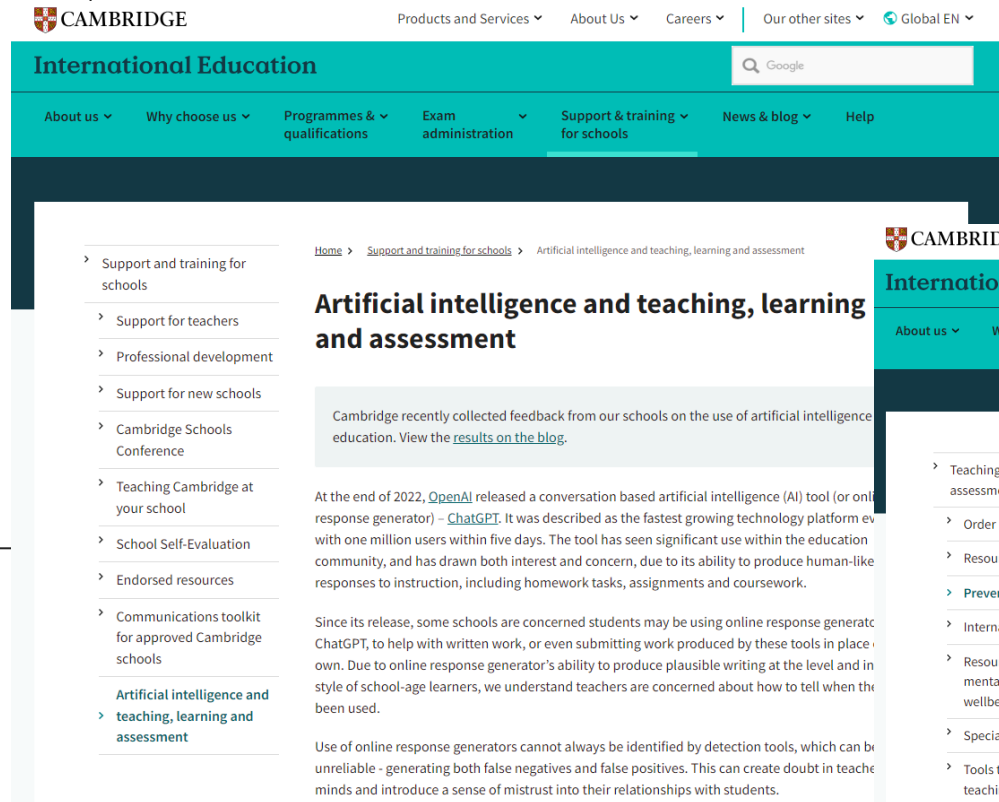 CAMBRIDGE
Products and Services
About Us
Careers
Our other sites
Global EN
International Education
Google
About us
Why choose us
Programmes &
qualifications
Exam
administration
Support & training
for schools
News & blog
Help
Support and training for
schools
Support for teachers
Professional development
Support for new schools
Cambridge Schools
Conference
Teaching Cambridge at
your school
School Self-Evaluation
Endorsed resources
Communications toolkit
for approved Cambridge
schools
Artificial intelligence and
teaching, learning and
assessment
Home > Support and training for schools > Artificial intelligence and teaching, learning and assessment
Artificial intelligence and teaching, learning
and assessment
Cambridge recently collected feedback from our schools on the use of artificial intelligence
education. View the results on the blog.
At the end of 2022, OpenAI released a conversation based artificial intelligence (AI) tool (or
response generator) – ChatGPT. It was described as the fastest growing technology platform
with one million users within five days. The tool has seen significant use within the education
community, and has drawn both interest and concern, due to its ability to produce human-like
responses to instruction, including homework tasks, assignments and coursework.
Since its release, some schools are concerned students may be using online response
ChatGPT, to help with written work, or even submitting work produced by these tools in place
own. Due to online response generator's ability to produce plausible writing at the level and in
style of school-age learners, we understand teachers are concerned about how to tell when
been used.
Use of online response generators cannot always be identified by detection tools, which can
unreliable - generating both false negatives and false positives. This can create doubt in
minds and introduce a sense of mistrust into their relationships with students.
About us
Teaching
Order